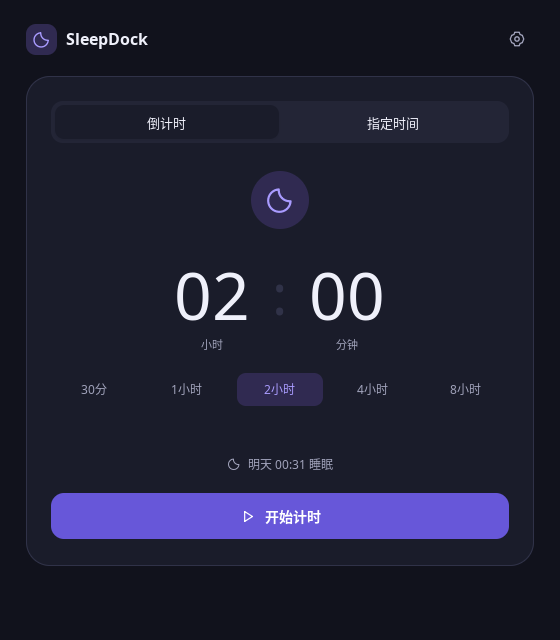 SleepDock
倒计时 指定时间
02 : 00
小时 分钟
30分 1小时 2小时 4小时 8小时
明天 00:31 睡眠
开始计时